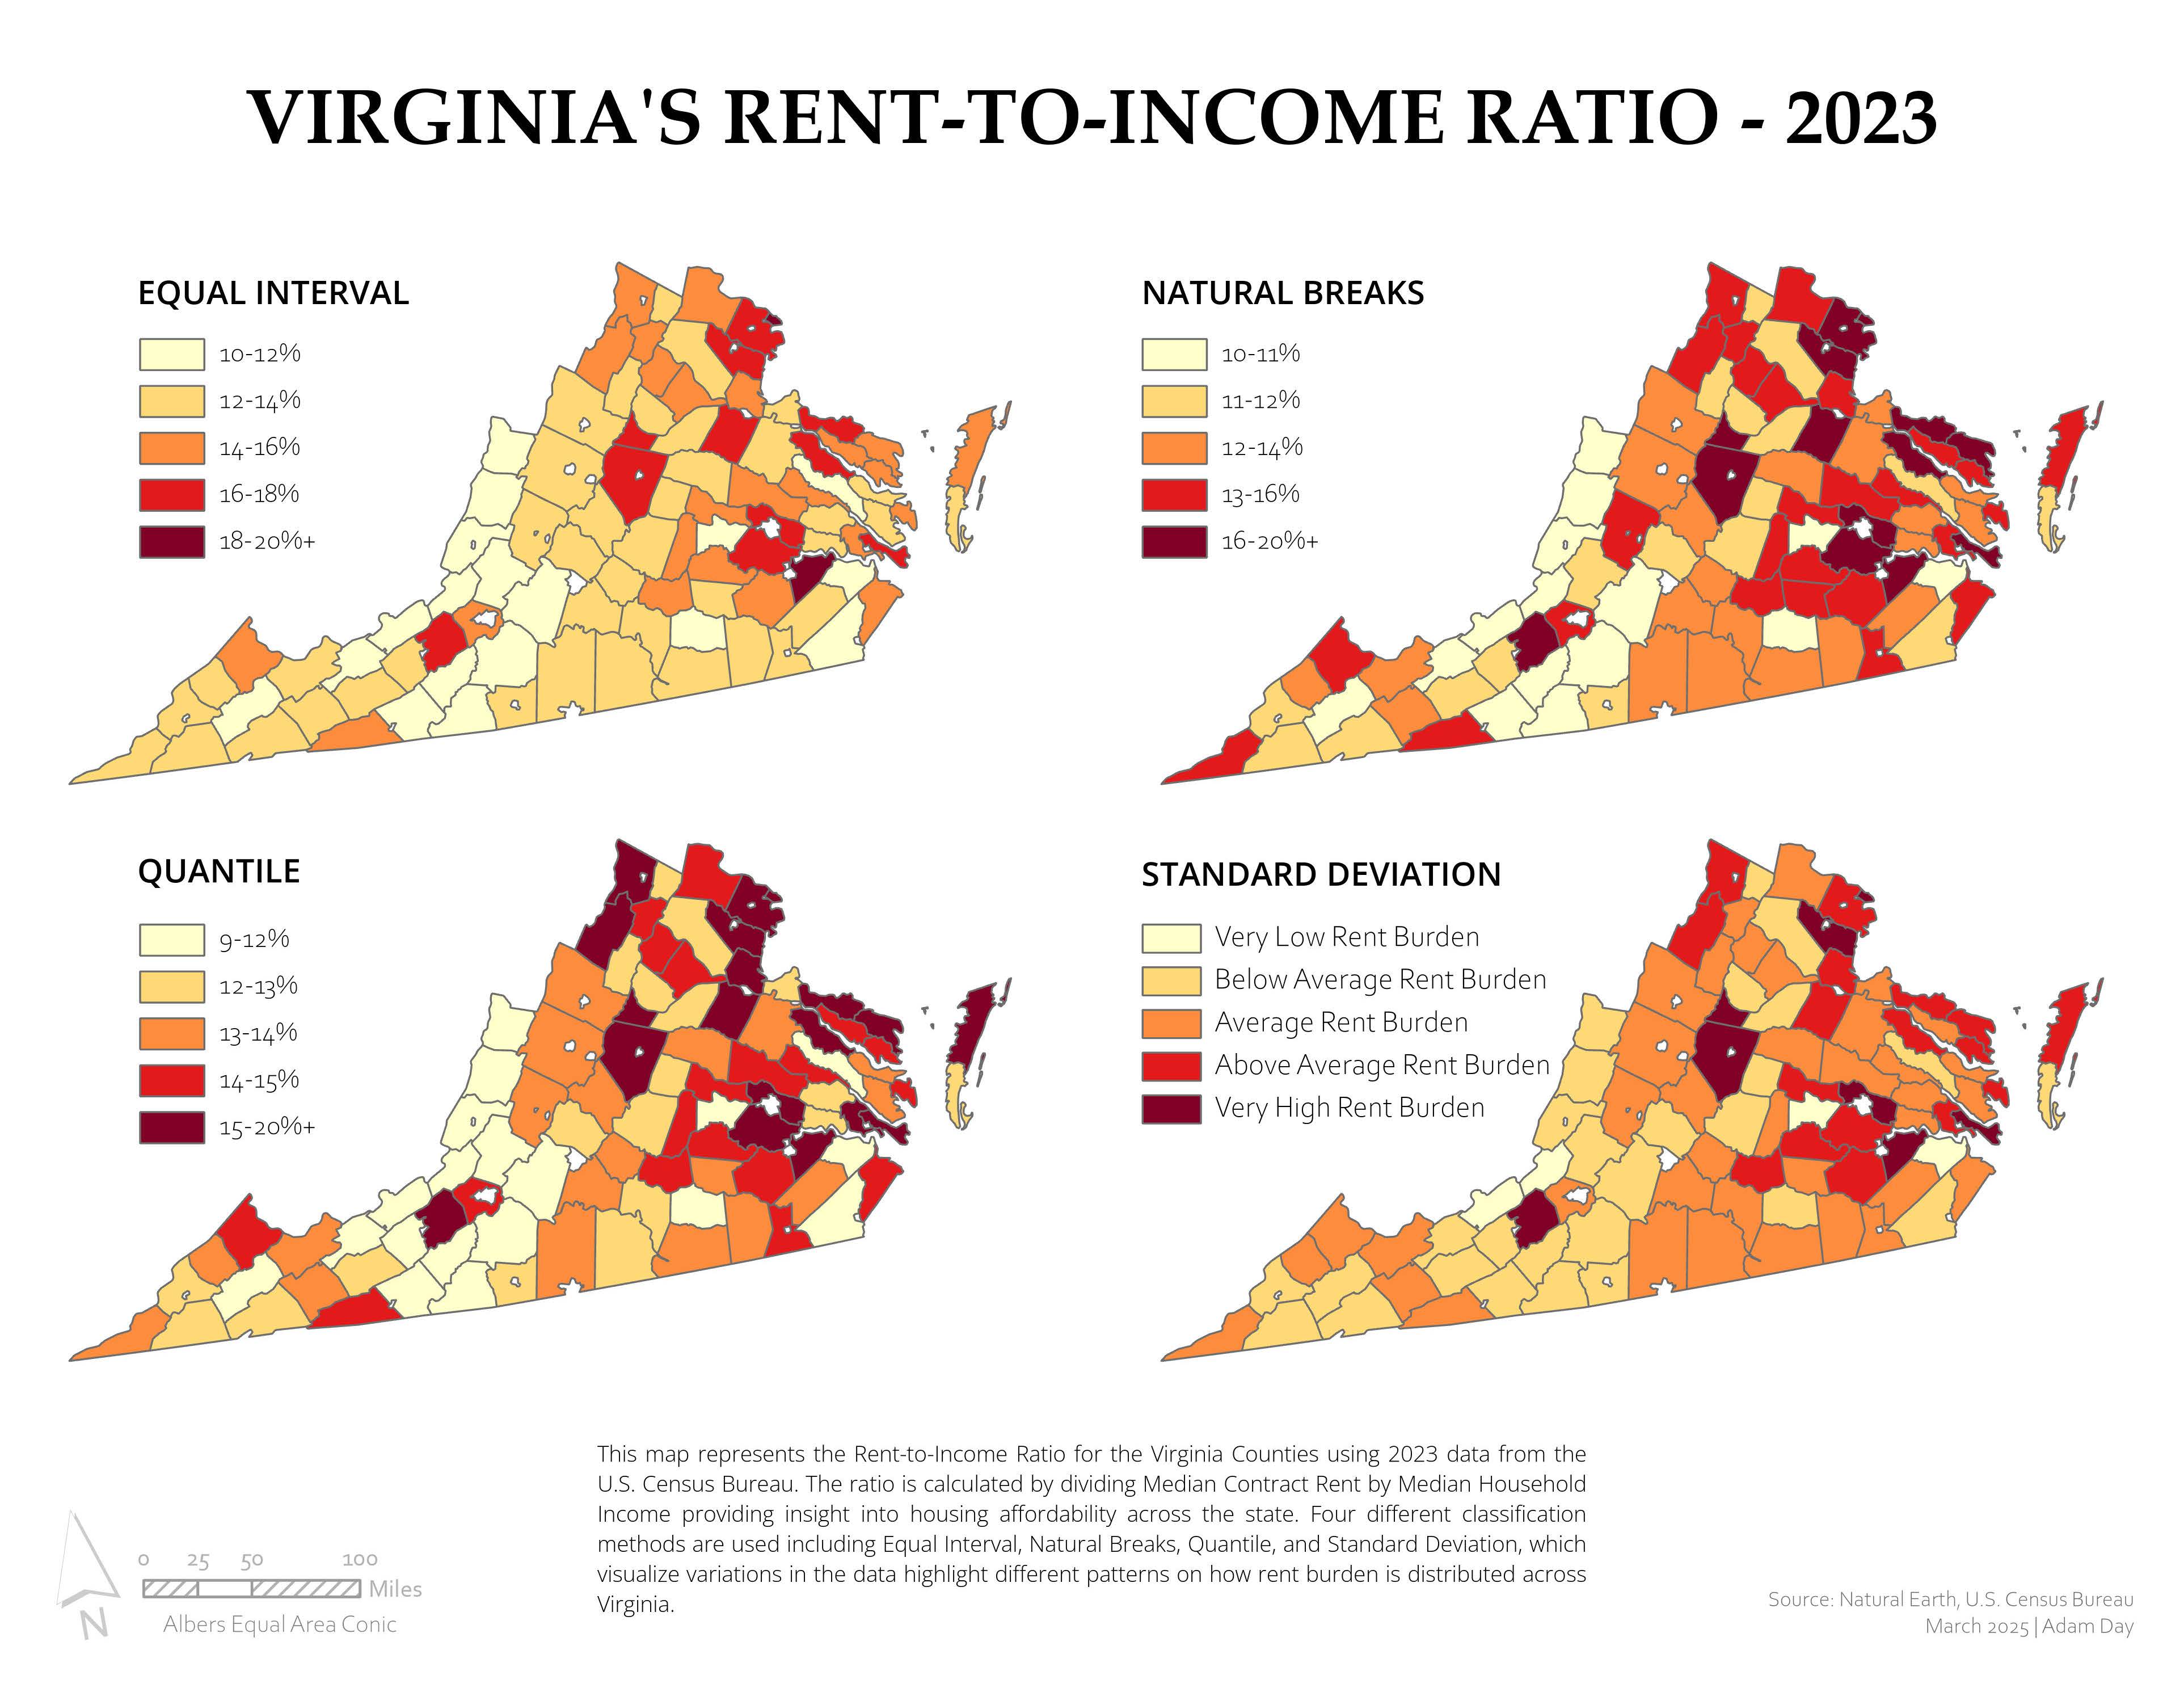 VIRGINIA'S RENT-TO-INCOME RATIO - 2023
EQUAL INTERVAL
10-12%
12-14%
14-16%
16-18%
18-20%+
NATURAL BREAKS
10-11%
11-12%
12-14%
13-16%
16-20%+
QUANTILE
9-12%
12-13%
13-14%
14-15%
15-20%+
STANDARD DEVIATION
Very Low Rent Burden
Below Average Rent Burden
Average Rent Burden
Above Average Rent Burden
Very High Rent Burden
This map represents the Rent-to-Income Ratio for the Virginia Counties using 2023 data from the
U.S. Census Bureau. The ratio is calculated by dividing Median Contract Rent by Median Household
Income providing insight into housing affordability across the state. Four different classification
methods are used including Equal Interval, Natural Breaks, Quantile, and Standard Deviation, which
visualize variations in the data highlight different patterns on how rent burden is distributed across
Virginia.
N
0 25 50 100
Miles
Albers Equal Area Conic
Source: Natural Earth, U.S. Census Bureau
March 2025 | Adam Day